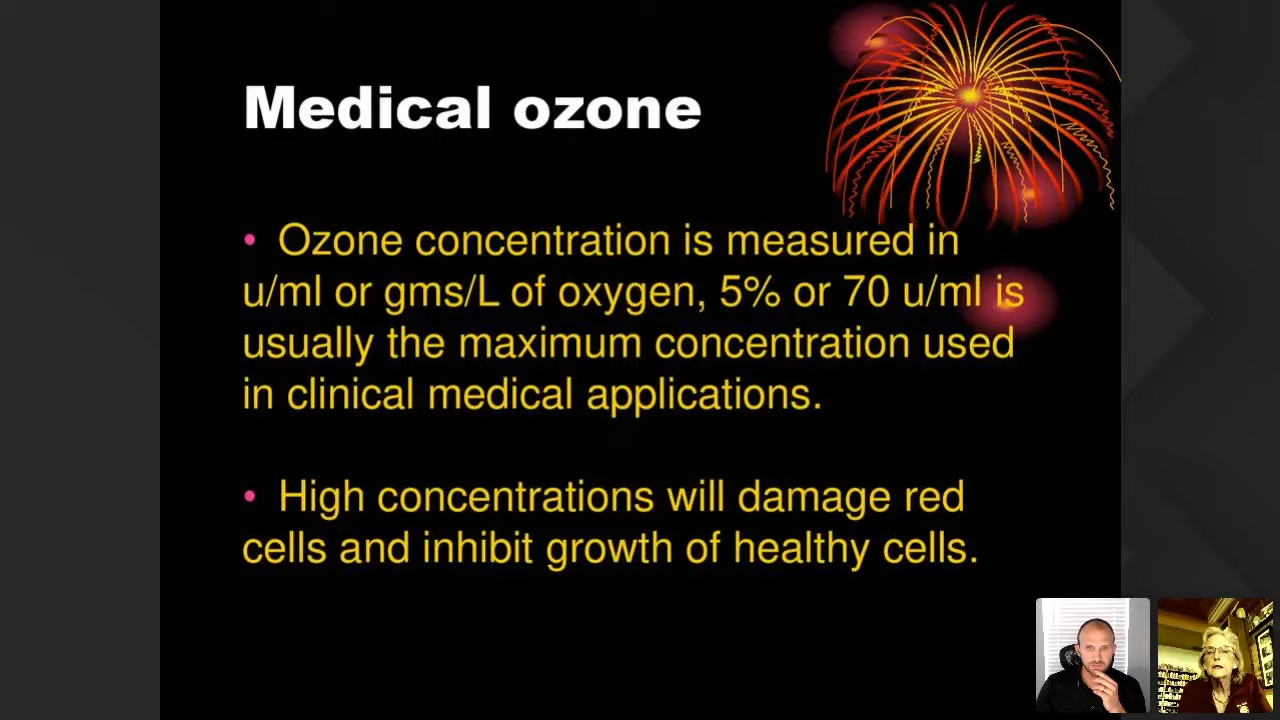 Medical ozone
• Ozone concentration is measured in
u/ml or gms/L of oxygen, 5% or 70 u/ml is
usually the maximum concentration used
in clinical medical applications.
• High concentrations will damage red
cells and inhibit growth of healthy cells.